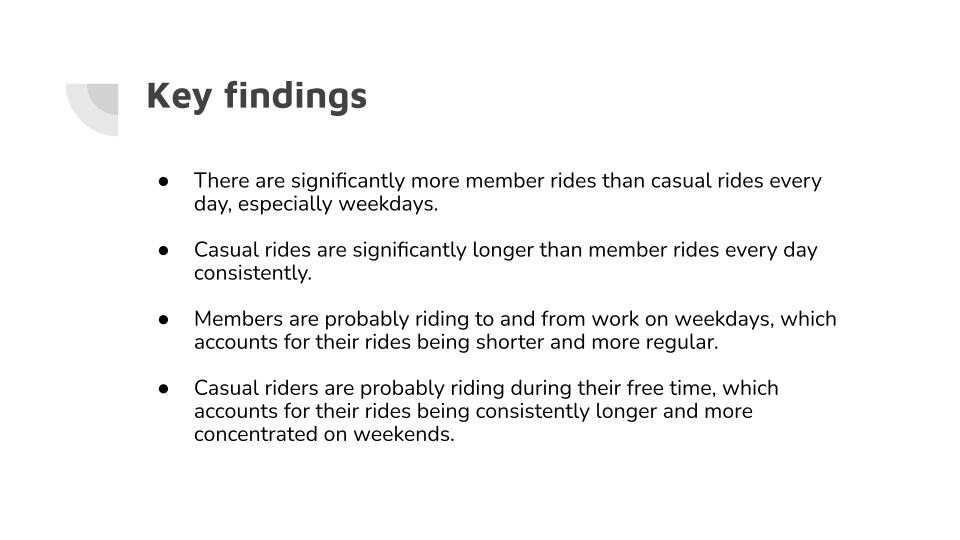 Key findings
● There are significantly more member rides than casual rides every
day, especially weekdays.
● Casual rides are significantly longer than member rides every day
consistently.
● Members are probably riding to and from work on weekdays, which
accounts for their rides being shorter and more regular.
● Casual riders are probably riding during their free time, which
accounts for their rides being consistently longer and more
concentrated on weekends.